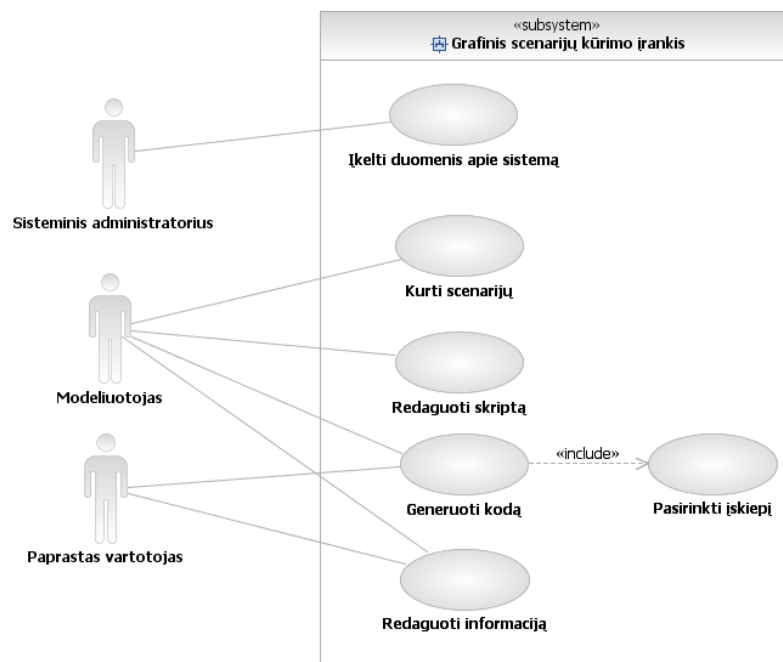 «subsystem»
Grafinis scenarijų kūrimo įrankis
Įkelti duomenis apie sistemą
Sisteminis administratorius
Kurti scenarijų
Modeliuotojas
Redaguoti skriptą
«include»
Generuoti kodą
Pasirinkti įskiepį
Paprastas vartotojas
Redaguoti informaciją